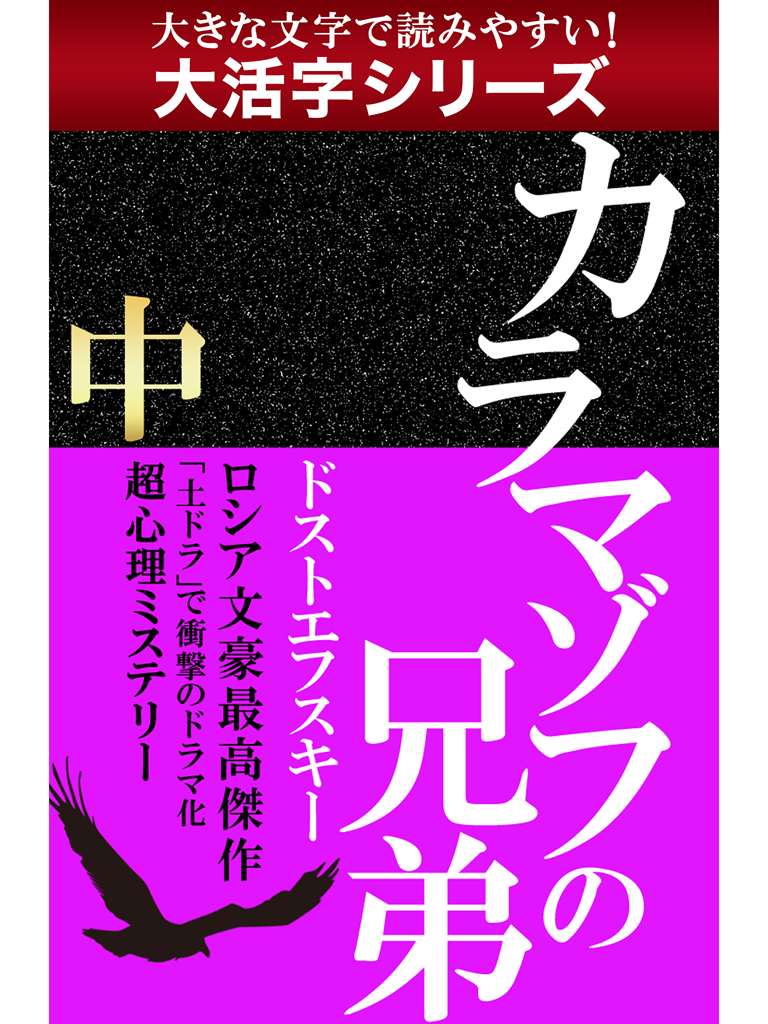 大きな文字で読みやすい!
大活字シリーズ
カラマゾフの
兄弟
ドストエフスキー
ロシア文豪最高傑作
「土ドラ」で衝撃のドラマ化
超心理ミステリー
中